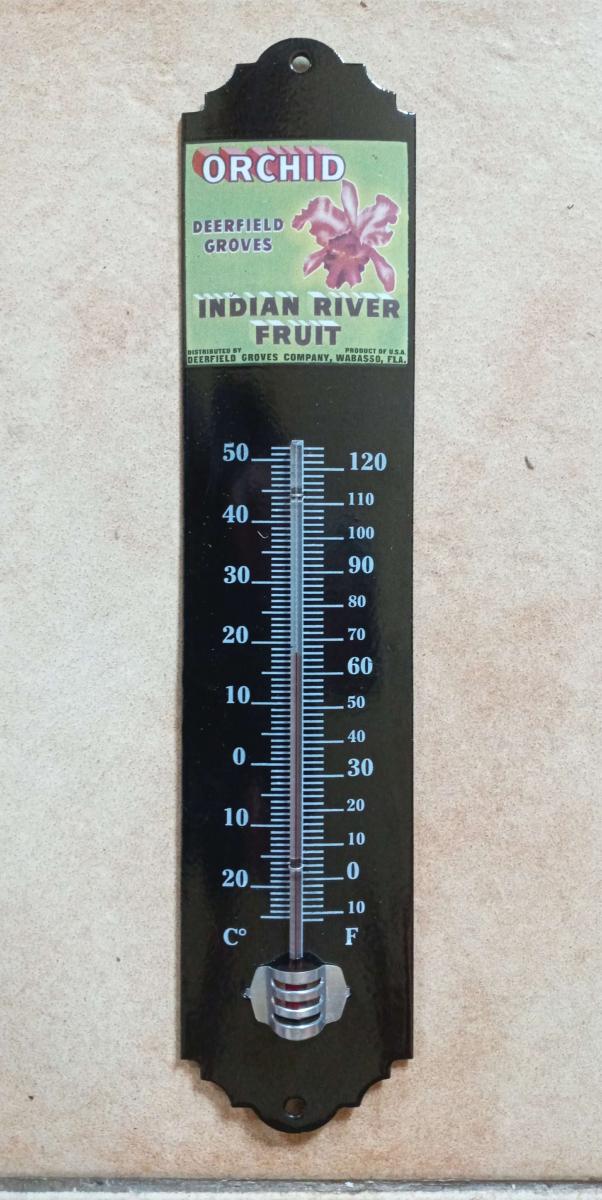 ORCHID
DEERFIELD
GROVES
INDIAN RIVER
FRUIT
DISTRIBUTED BY PRODUCT OF U.S.A.
DEERFIELD GROVES COMPANY, WABASSO, FLA.
50 120
110
40 100
30 90
80
20 70
60
10 50
40
0 30
20
10 10
20 0
10
C° F